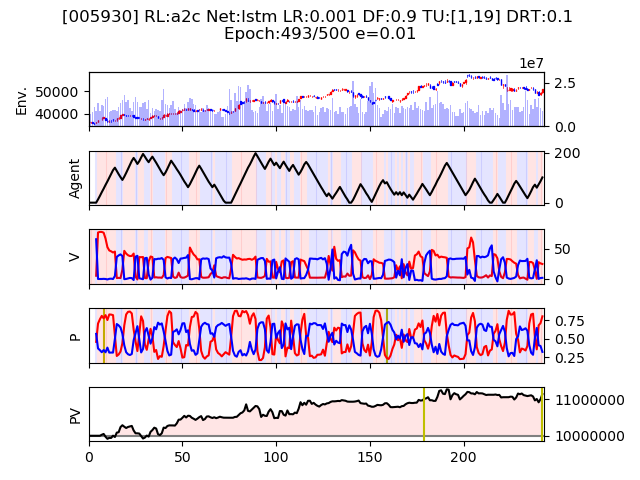 [005930] RL:a2c Net:lstm LR:0.001 DF:0.9 TU:[1,19] DRT:0.1
Epoch:493/500 e=0.01
1e7
Env.
50000
40000
2.5
0.0
Agent
200
0
V
50
0
P
0.75
0.50
0.25
PV
11000000
10000000
0 50 100 150 200